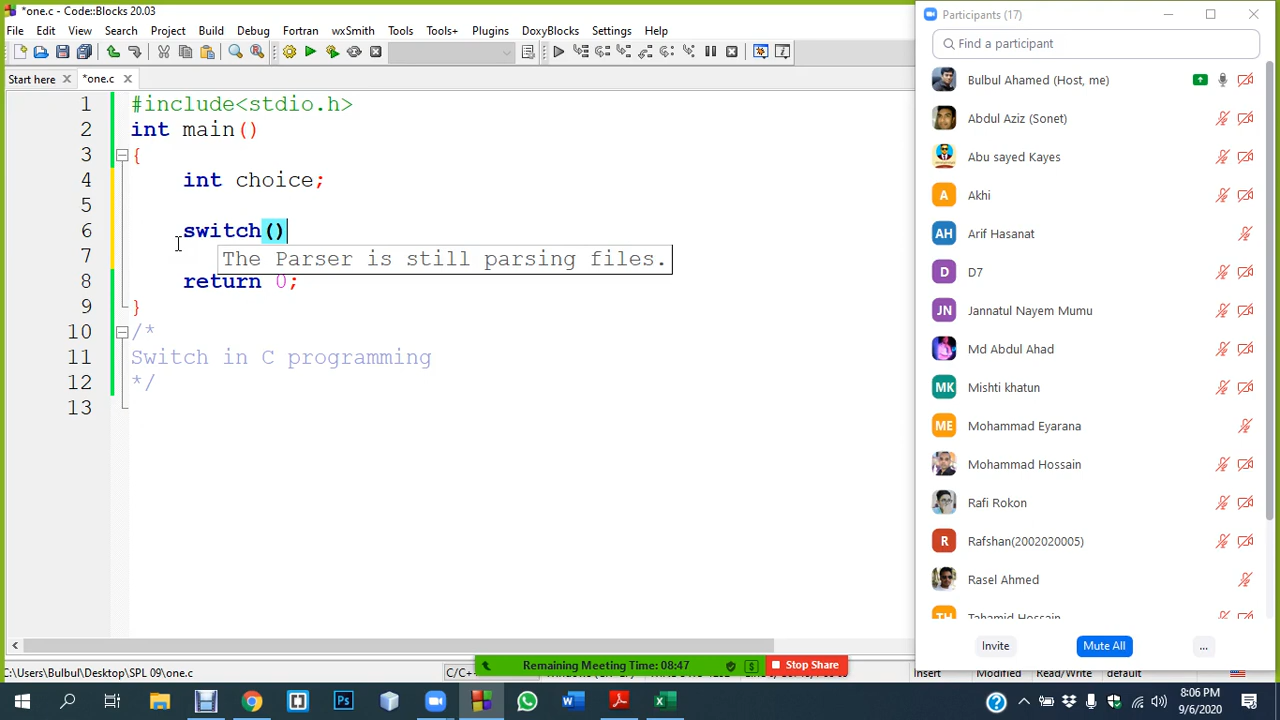 *one.c - Code::Blocks 20.03
File Edit View Search Project Build Debug Fortran wxSmith Tools Tools+ Plugins DoxyBlocks Settings Help
Start here *one.c
1 #include<stdio.h>
2 int main()
3 {
4 int choice;
5
6 switch()
7 The Parser is still parsing files.
8 return 0;
9 }
10 /*
11 Switch in C programming
12 */
13
Participants (17)
Find a participant
Bulbul Ahamed (Host, me)
Abdul Aziz (Sonet)
Abu sayed Kayes
A Akhi
AH Arif Hasanat
D D7
JN Jannatul Nayem Mumu
Md Abdul Ahad
MK Mishti khatun
ME Mohammad Eyarana
Mohammad Hossain
Rafi Rokon
R Rafshan(2002020005)
Rasel Ahmed
TH Tahamid Hossain
Invite Mute All ...
Remaining Meeting Time: 08:47 Stop Share
C:\Users\Bulbul\Desktop\SPL 09\one.c C/C++ Insert Modified default
8:06 PM
9/6/2020